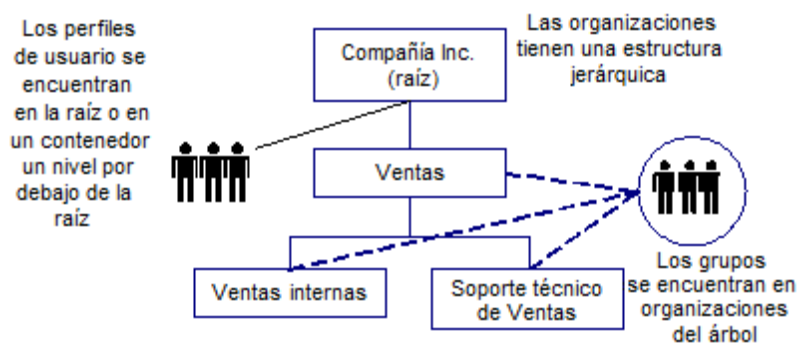 Los perfiles
de usuario se
encuentran
en la raíz o en
un contenedor
un nivel por
debajo de la
raíz
Compañía Inc.
(raíz)
Las organizaciones
tienen una estructura
jerárquica
Ventas
Ventas internas
Soporte técnico
de Ventas
Los grupos
se encuentran en
organizaciones
del árbol